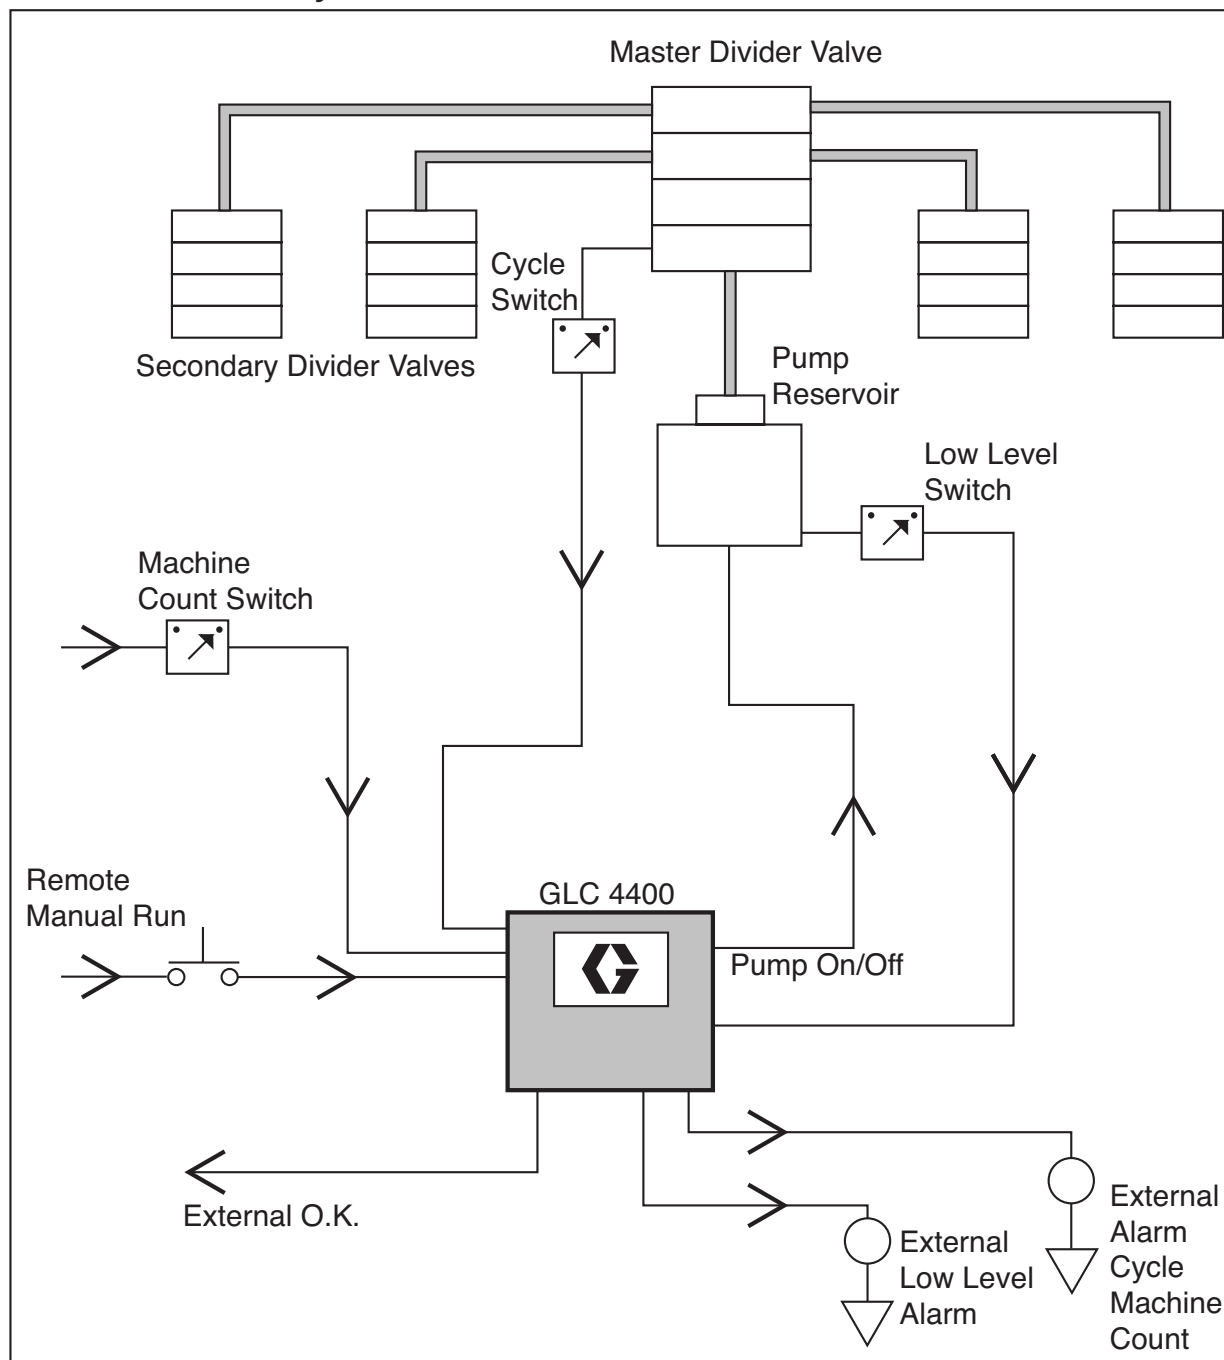 Master Divider Valve
Cycle
Switch
Secondary Divider Valves
Pump
Reservoir
Low Level
Switch
Machine
Count Switch
Remote
Manual Run
GLC 4400
G
Pump On/Off
External O.K.
External
Low Level
Alarm
External
Alarm
Cycle
Machine
Count